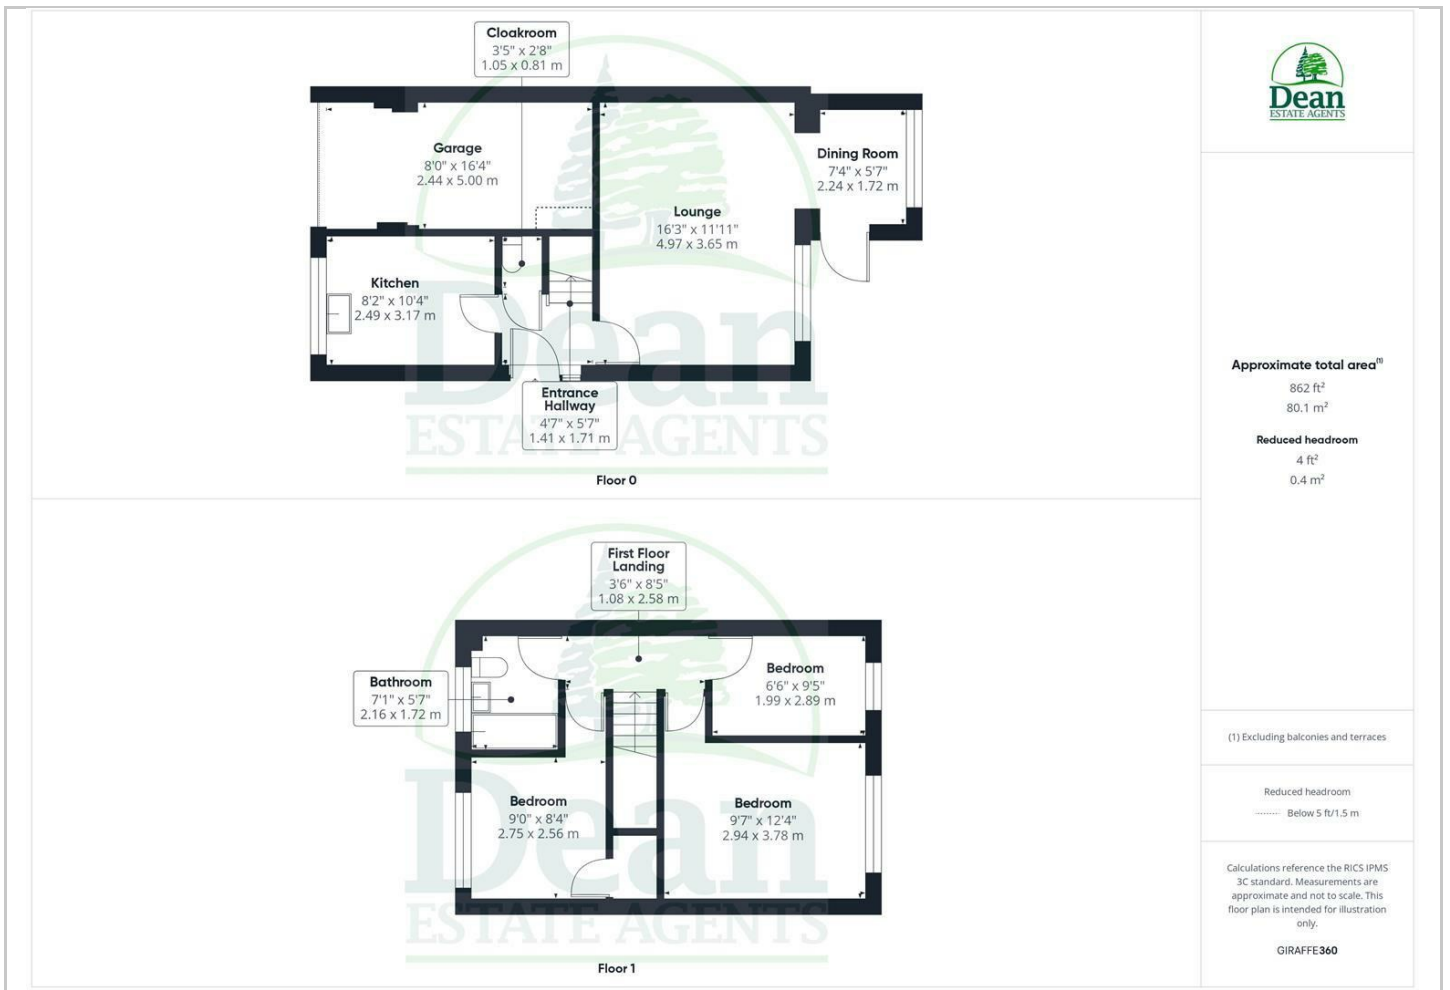 Cloakroom
3'5" x 2'8"
1.05 x 0.81 m
Garage
8'0" x 16'4"
2.44 x 5.00 m
Dining Room
7'4" x 5'7"
2.24 x 1.72 m
Lounge
16'3" x 11'11"
4.97 x 3.65 m
Kitchen
8'2" x 10'4"
2.49 x 3.17 m
Entrance
Hallway
4'7" x 5'7"
1.41 x 1.71 m
Dean
ESTATE AGENTS
Floor 0
First Floor
Landing
3'6" x 8'5"
1.08 x 2.58 m
Bathroom
7'1" x 5'7"
2.16 x 1.72 m
Bedroom
6'6" x 9'5"
1.99 x 2.89 m
Bedroom
9'0" x 8'4"
2.75 x 2.56 m
Bedroom
9'7" x 12'4"
2.94 x 3.78 m
Dean
ESTATE AGENTS
Floor 1
Dean
ESTATE AGENTS
Approximate total area(1)
862 ft²
80.1 m²
Reduced headroom
4 ft²
0.4 m²
(1) Excluding balconies and terraces
Reduced headroom
Below 5 ft/1.5 m
Calculations reference the RICS IPMS
3C standard. Measurements are
approximate and not to scale. This
floor plan is intended for illustration
only.
GIRAFFE360